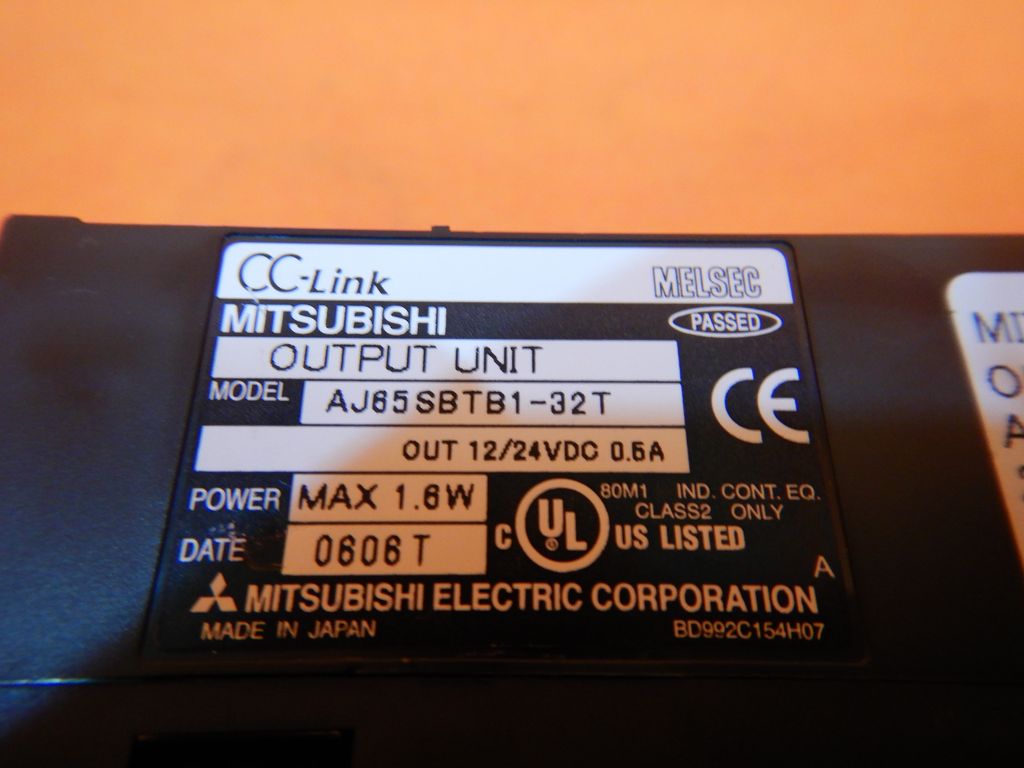 CC-Link MELSEC
MITSUBISHI PASSED
OUTPUT UNIT
MODEL AJ65SBTB1-32T
OUT 12/24VDC 0.5A
POWER MAX 1.6W
DATE 0606T
CE
80M1 IND. CONT. EQ.
CLASS2 ONLY
C UL US LISTED
A
MITSUBISHI ELECTRIC CORPORATION
MADE IN JAPAN BD992C154H07